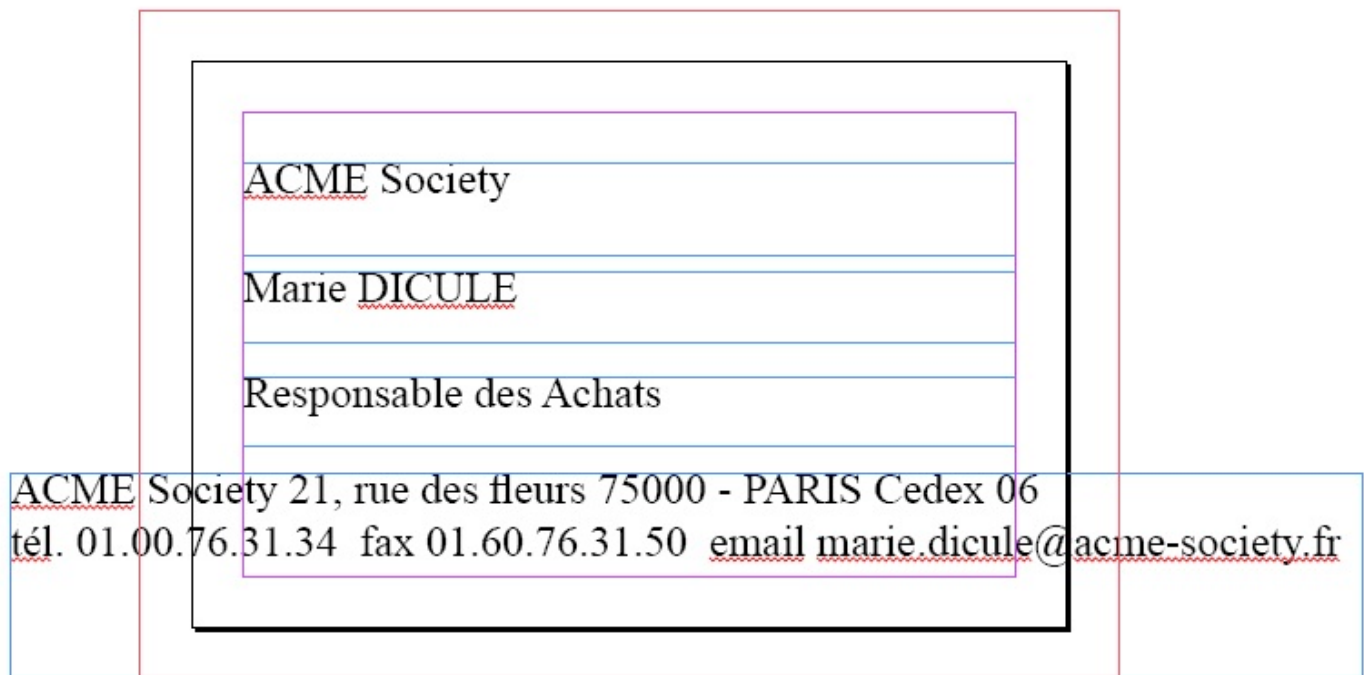 ACME Society
Marie DICULE
Responsable des Achats
ACME Society 21, rue des fleurs 75000 - PARIS Cedex 06
tél. 01.00.76.31.34  fax 01.60.76.31.50  email marie.dicule@acme-society.fr